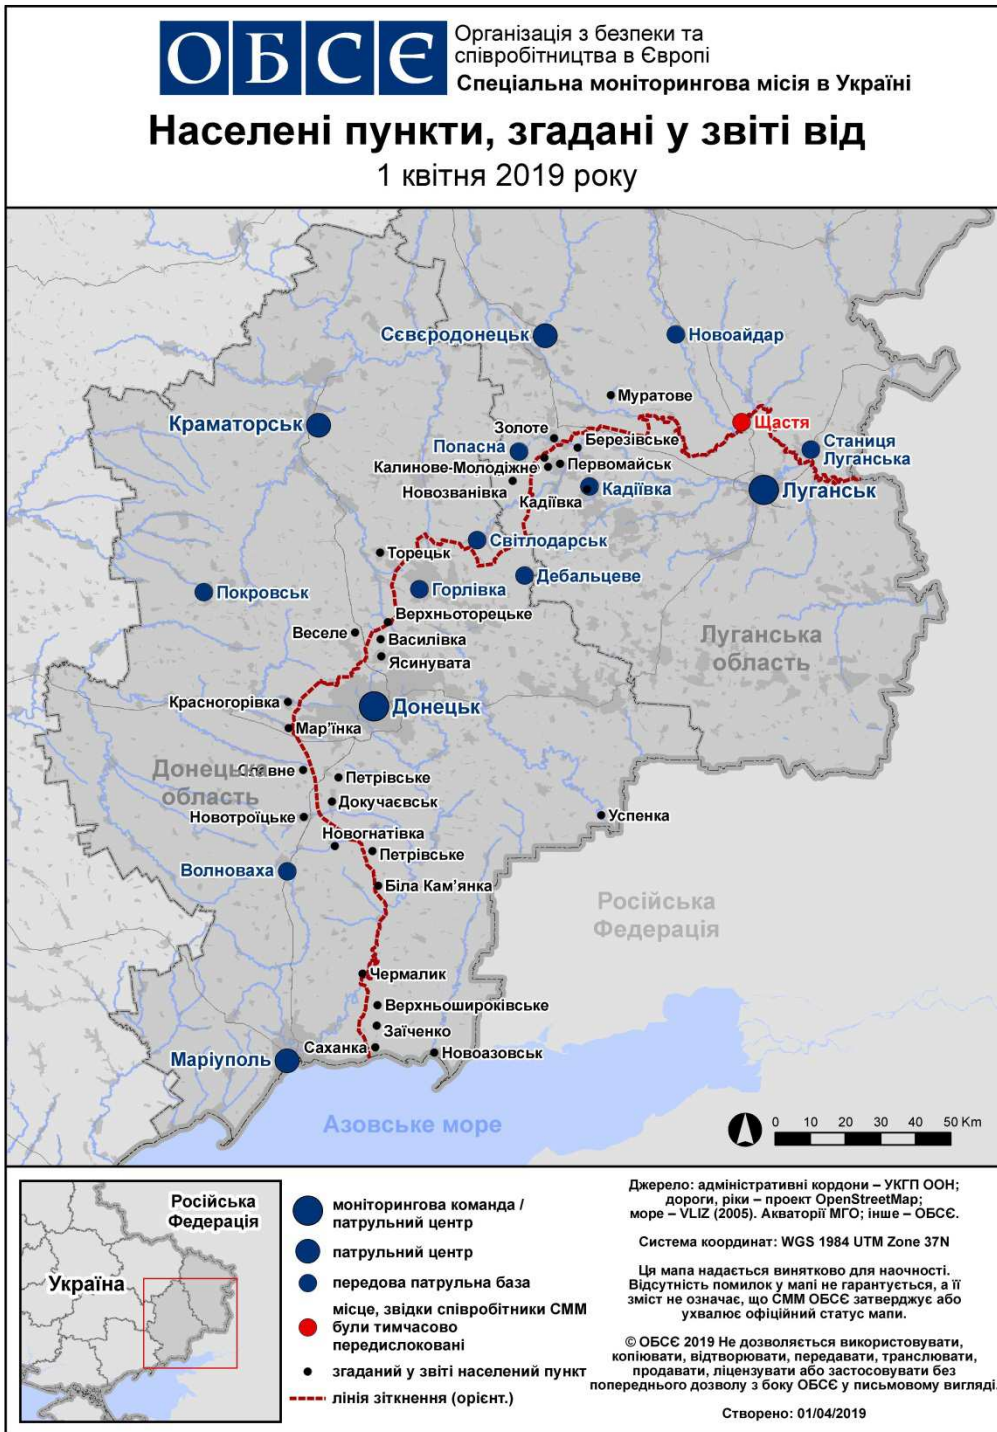 ОБСЄ
Організація з безпеки та
співробітництва в Європі
Спеціальна моніторингова місія в Україні
Населені пункти, згадані у звіті від
1 квітня 2019 року
Сєвєродонецьк
Новоайдар
Муратове
Краматорськ
Щастя
Золоте
Березівське
Попасна
Станиця
Луганська
Калинове-Молодіжне
Первомайськ
Новозванівка
Кадіївка
Кадіївка
Луганськ
Світлодарськ
Торецьк
Дебальцеве
Покровськ
Горлівка
Верхньоторецьке
Веселе
Василівка
Ясинувата
Луганська
область
Красногорівка
Донецьк
Мар'їнка
Донецька
область
Славне
Петрівське
Докучаєвськ
Новотроїцьке
Успенка
Новогнатівка
Петрівське
Волноваха
Біла Кам'янка
Російська
Федерація
Чермалик
Верхньошироківське
Заїченко
Саханка
Новоазовськ
Маріуполь
Азовське море
0 10 20 30 40 50 Km
Російська
Федерація
Україна
моніторингова команда /
патрульний центр
патрульний центр
передова патрульна база
місце, звідки співробітники СММ
були тимчасово
передислоковані
згаданий у звіті населений пункт
лінія зіткнення (орієнт.)
Джерело: адміністративні кордони – УКГП ООН;
дороги, ріки – проект OpenStreetMap;
море – VLIZ (2005). Акваторії МГО; інше – ОБСЄ.
Система координат: WGS 1984 UTM Zone 37N
Ця мапа надається винятково для наочності.
Відсутність помилок у мапі не гарантується, а її
зміст не означає, що СММ ОБСЄ затверджує або
ухвалює офіційний статус мапи.
© ОБСЄ 2019 Не дозволяється використовувати,
копіювати, відтворювати, передавати, транслювати,
продавати, ліцензувати або застосовувати без
попереднього дозволу з боку ОБСЄ у письмовому вигляді.
Створено: 01/04/2019